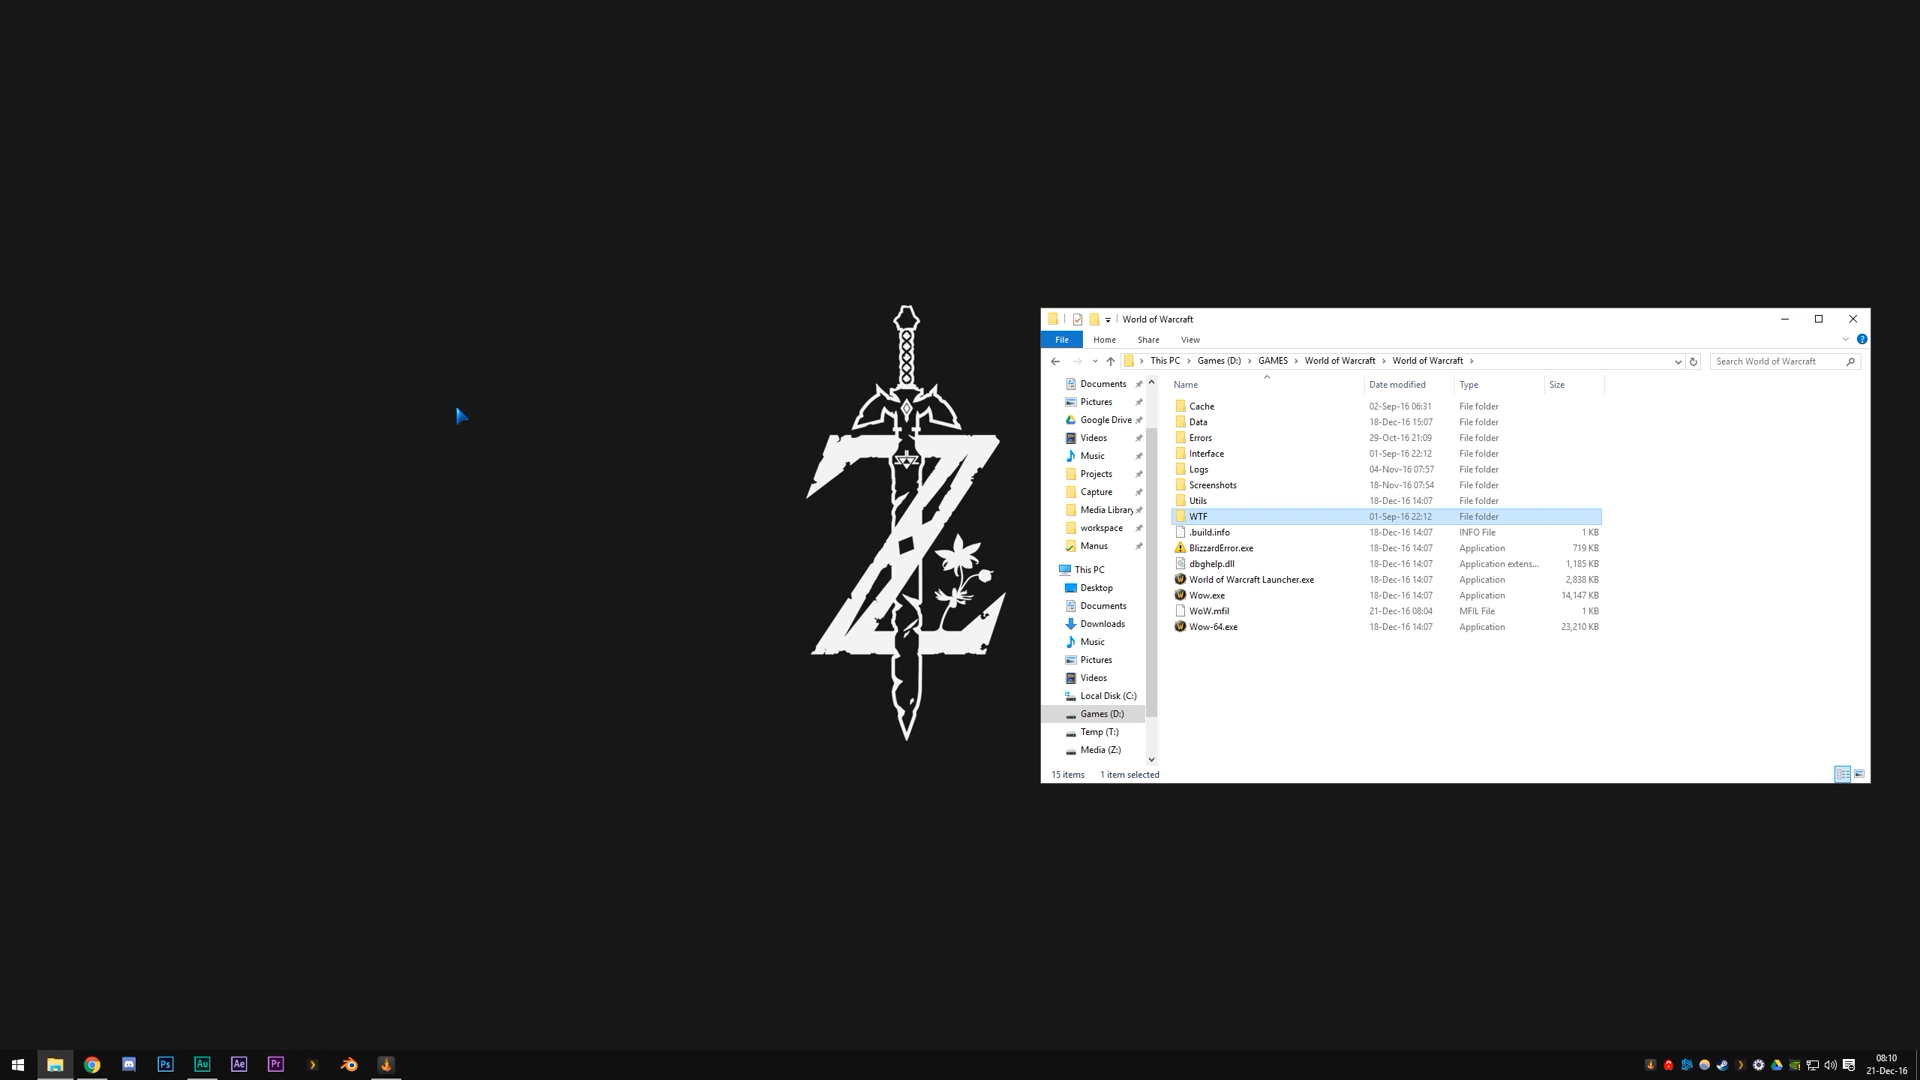 World of Warcraft
File Home Share View
This PC Games (D:) GAMES World of Warcraft World of Warcraft
Search World of Warcraft
Documents
Pictures
Google Drive
Videos
Music
Projects
Capture
Media Library
workspace
Manus
This PC
Desktop
Documents
Downloads
Music
Pictures
Videos
Local Disk (C:)
Games (D:)
Temp (T:)
Media (Z:)
Name Date modified Type Size
Cache 02-Sep-16 06:31 File folder
Data 18-Dec-16 15:07 File folder
Errors 29-Oct-16 21:09 File folder
Interface 01-Sep-16 22:12 File folder
Logs 04-Nov-16 07:57 File folder
Screenshots 18-Nov-16 07:54 File folder
Utils 18-Dec-16 14:07 File folder
WTF 01-Sep-16 22:12 File folder
.build.info 18-Dec-16 14:07 INFO File 1 KB
BlizzardError.exe 18-Dec-16 14:07 Application 719 KB
dbghelp.dll 18-Dec-16 14:07 Application extens... 1,185 KB
World of Warcraft Launcher.exe 18-Dec-16 14:07 Application 2,838 KB
Wow.exe 18-Dec-16 14:07 Application 14,147 KB
WoW.mfil 21-Dec-16 08:04 MFIL File 1 KB
Wow-64.exe 18-Dec-16 14:07 Application 23,210 KB
15 items 1 item selected
Z
Ps Au Ae Pr
08:10
21-Dec-16